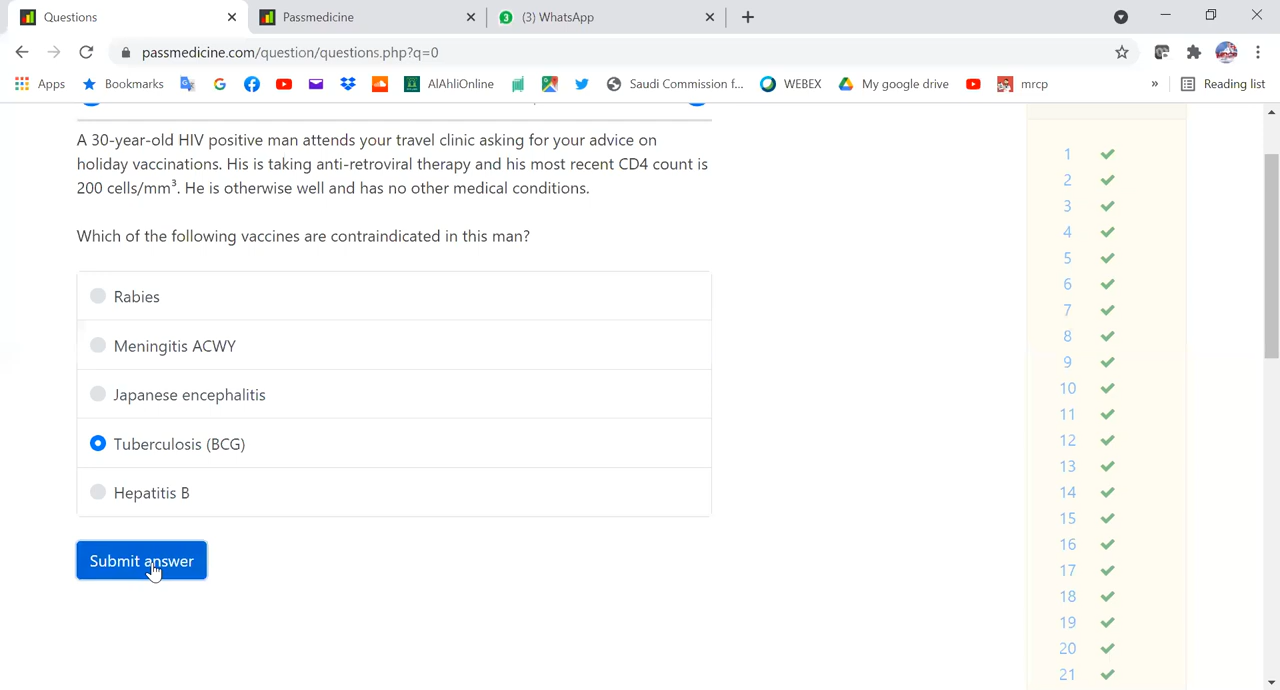 Questions
Passmedicine
3 (3) WhatsApp
passmedicine.com/question/questions.php?q=0
Apps Bookmarks AlAhliOnline Saudi Commission f... WEBEX My google drive mrcp » Reading list
A 30-year-old HIV positive man attends your travel clinic asking for your advice on
holiday vaccinations. His is taking anti-retroviral therapy and his most recent CD4 count is
200 cells/mm³. He is otherwise well and has no other medical conditions.
Which of the following vaccines are contraindicated in this man?
Rabies
Meningitis ACWY
Japanese encephalitis
Tuberculosis (BCG)
Hepatitis B
Submit answer
1
2
3
4
5
6
7
8
9
10
11
12
13
14
15
16
17
18
19
20
21